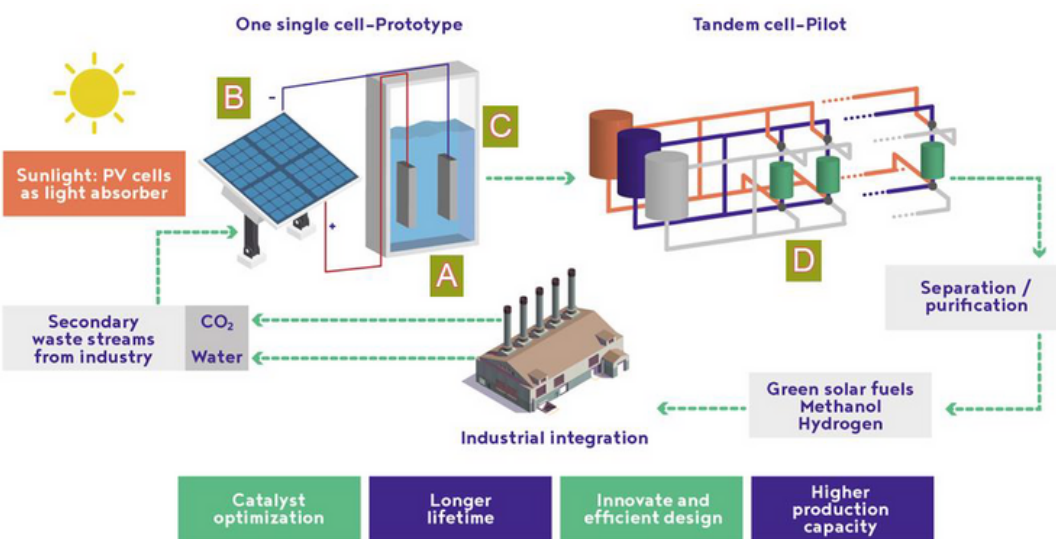 One single cell-Prototype
Tandem cell-Pilot
B
-
C
Sunlight: PV cells
as light absorber
+
A
D
Separation /
purification
Secondary
waste streams
from industry
CO₂
Water
Green solar fuels
Methanol
Hydrogen
Industrial integration
Catalyst
optimization
Longer
lifetime
Innovate and
efficient design
Higher
production
capacity